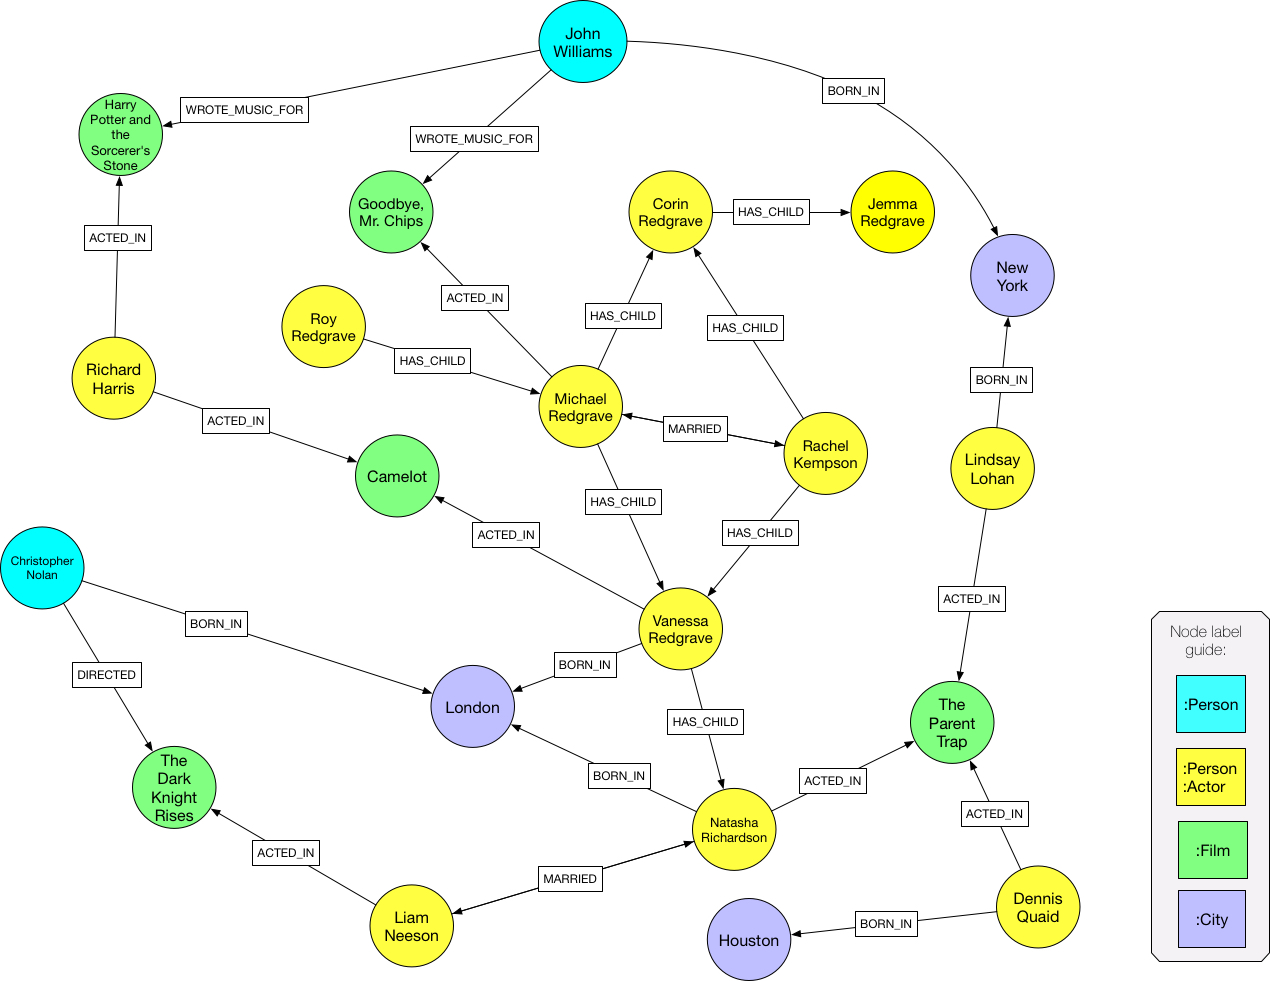 John
Williams
BORN_IN
Harry
Potter and
the
Sorcerer's
Stone
WROTE_MUSIC_FOR
WROTE_MUSIC_FOR
Goodbye,
Mr. Chips
Corin
Redgrave
HAS_CHILD
Jemma
Redgrave
ACTED_IN
New
York
ACTED_IN
Roy
Redgrave
HAS_CHILD
HAS_CHILD
HAS_CHILD
Richard
Harris
BORN_IN
Michael
Redgrave
MARRIED
ACTED_IN
Rachel
Kempson
Lindsay
Lohan
Camelot
HAS_CHILD
ACTED_IN
HAS_CHILD
Christopher
Nolan
ACTED_IN
BORN_IN
Vanessa
Redgrave
Node label
guide:
BORN_IN
DIRECTED
London
HAS_CHILD
The
Parent
Trap
:Person
The
Dark
Knight
Rises
BORN_IN
ACTED_IN
:Person
:Actor
Natasha
Richardson
ACTED_IN
ACTED_IN
:Film
MARRIED
Liam
Neeson
Houston
BORN_IN
Dennis
Quaid
:City